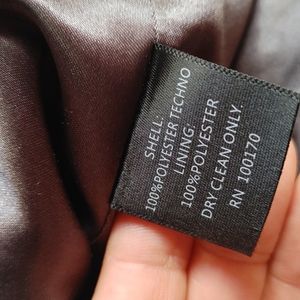 SHELL:
100%POLYESTER TECHNO
LINING:
100%POLYESTER
DRY CLEAN ONLY.
RN 100170